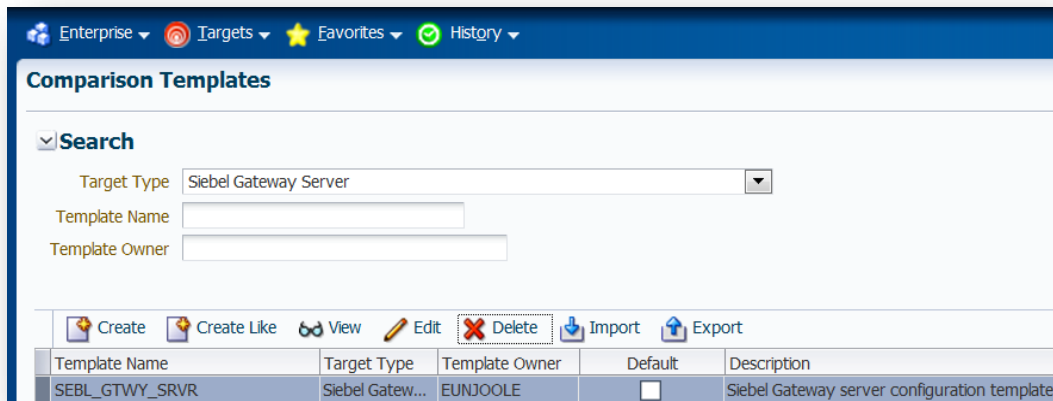 Enterprise Targets Favorites History
Comparison Templates
Search
Target Type Siebel Gateway Server
Template Name
Template Owner
Create Create Like View Edit Delete Import Export
Template Name Target Type Template Owner Default Description
SEBL_GTWY_SRVR Siebel Gatew... EUNJOOLE Siebel Gateway server configuration template